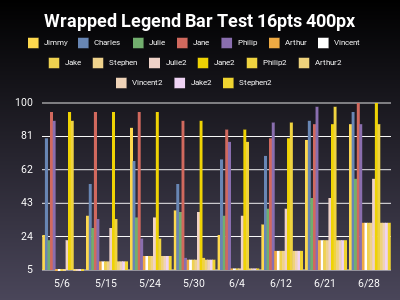 Wrapped Legend Bar Test 16pts 400px
Jimmy Charles Julie Jane Philip Arthur Vincent
Jake Stephen Julie2 Jane2 Philip2 Arthur2
Vincent2 Jake2 Stephen2
100
81
62
43
24
5
5/6 5/15 5/24 5/30 6/4 6/12 6/21 6/28